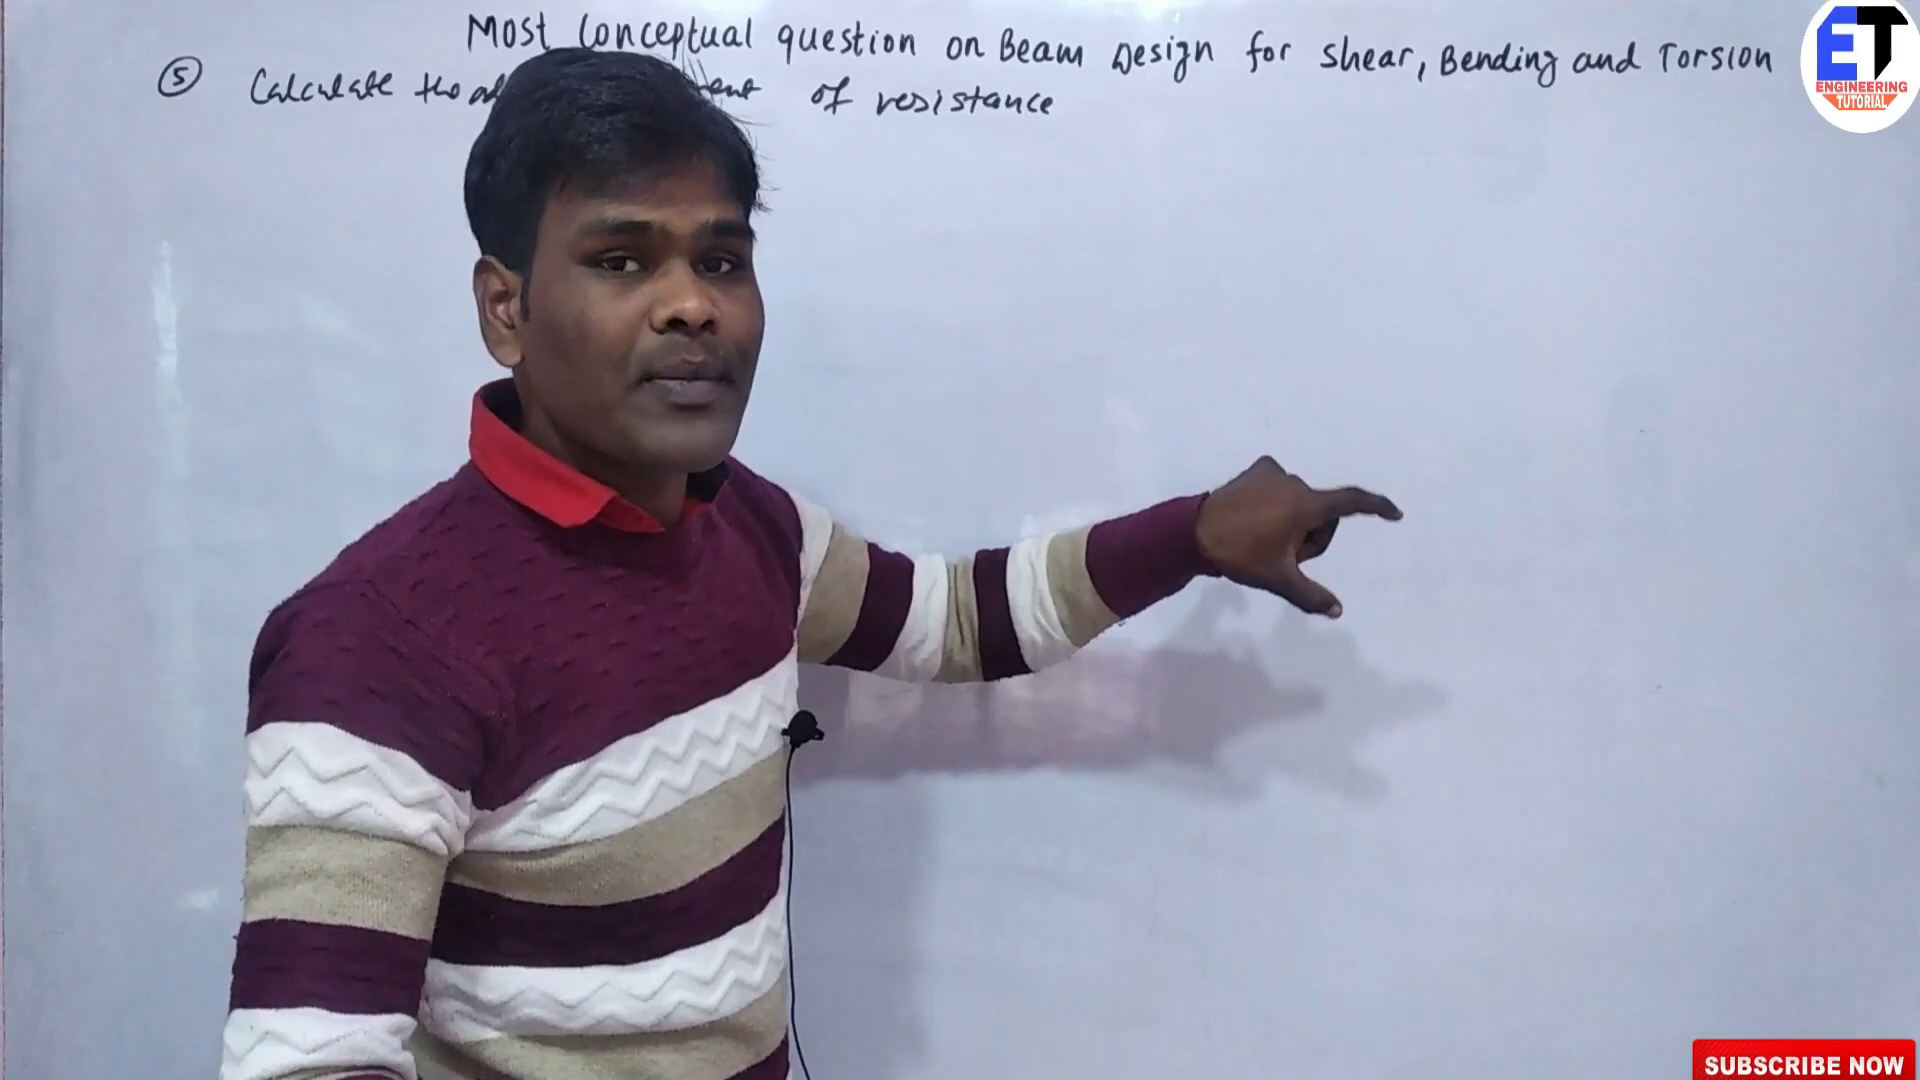 Most Conceptual question on Beam Design for shear, Bending and Torsion
⑤ Calculate the of resistance
ET
ENGINEERING
TUTORIAL
SUBSCRIBE NOW